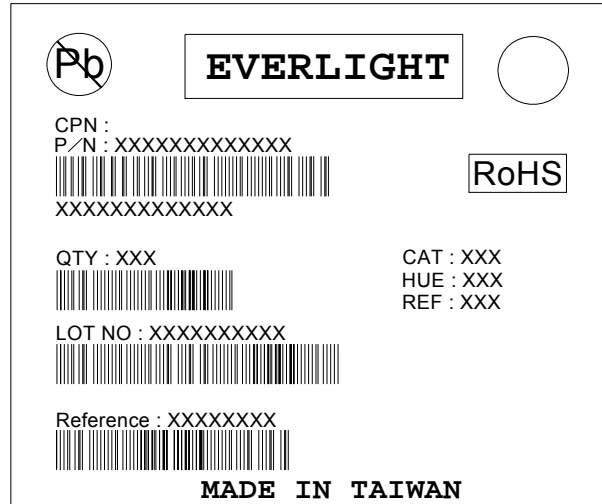 Pb
EVERLIGHT
CPN :
P/N : XXXXXXXXXXXXX
XXXXXXXXXXXXX
RoHS
QTY : XXX
CAT : XXX
HUE : XXX
REF : XXX
LOT NO : XXXXXXXXXX
Reference : XXXXXXXX
MADE IN TAIWAN